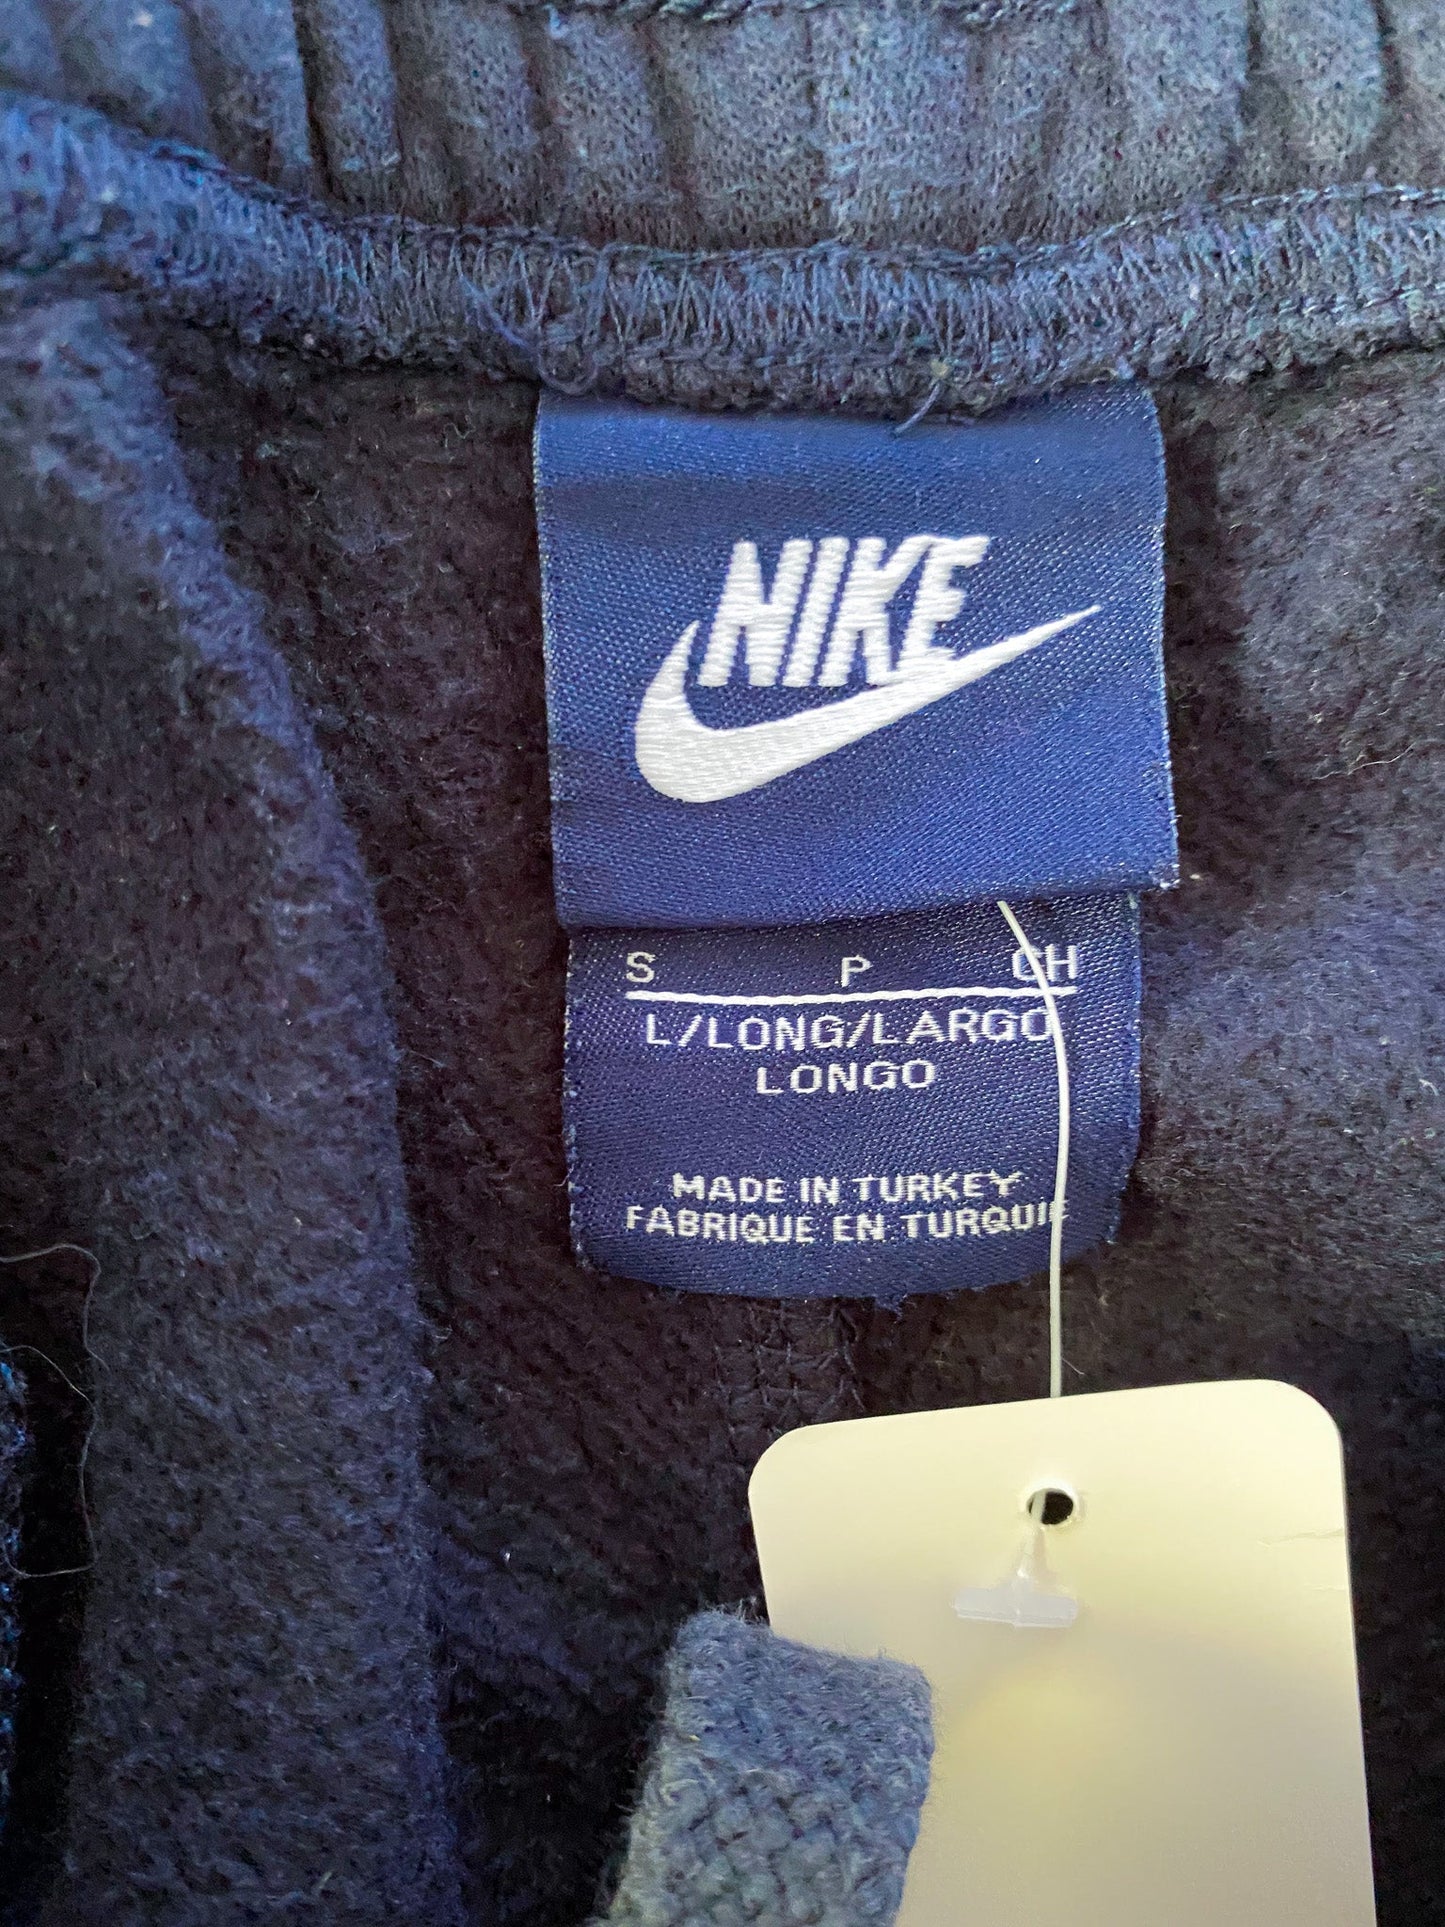 NIKE
S P CH
L/LONG/LARGO
LONGO
MADE IN TURKEY
FABRIQUE EN TURQUIE